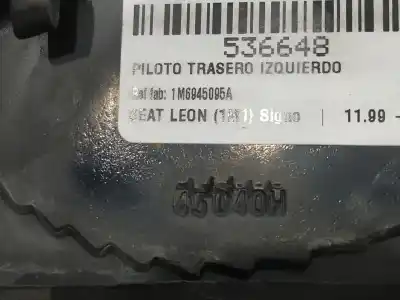 536648
PILOTO TRASERO IZQUIERDO
Ref fab: 1M6945095A
SEAT LEON (1M1) Signo | 11.99 -